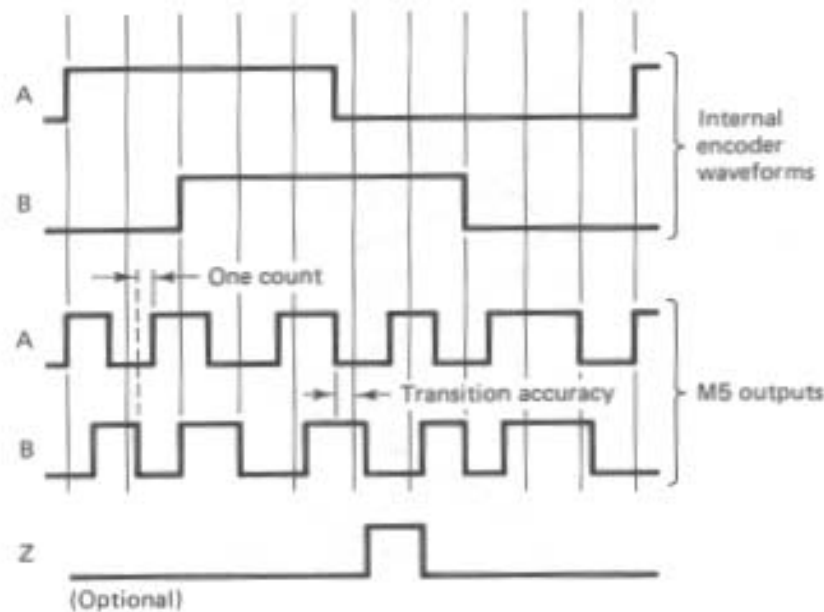 A
Internal
encoder
waveforms
B
One count
A
Transition accuracy
M5 outputs
B
Z
(Optional)